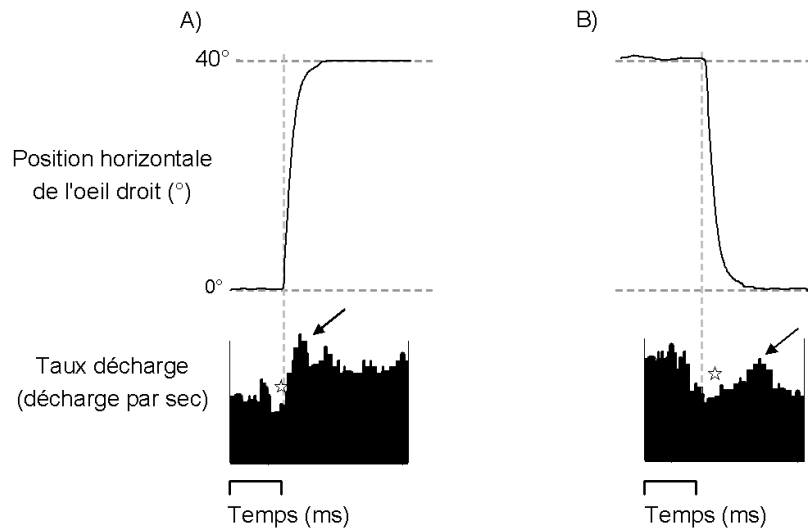 A)
B)
40°
Position horizontale
de l'oeil droit (°)
0°
Taux décharge
(décharge par sec)
Temps (ms)
Temps (ms)